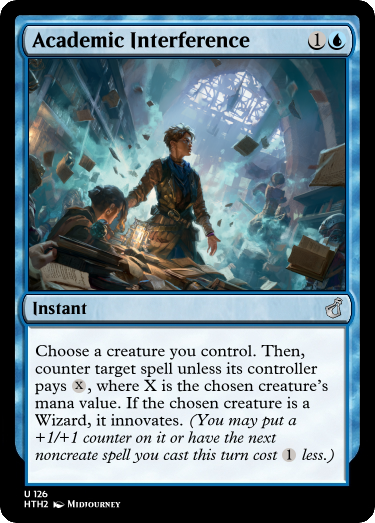 Academic Interference 1
Instant
Choose a creature you control. Then,
counter target spell unless its controller
pays X, where X is the chosen creature's
mana value. If the chosen creature is a
Wizard, it innovates. (You may put a
+1/+1 counter on it or have the next
noncreate spell you cast this turn cost 1 less.)
U 126
HTH2 Midjourney